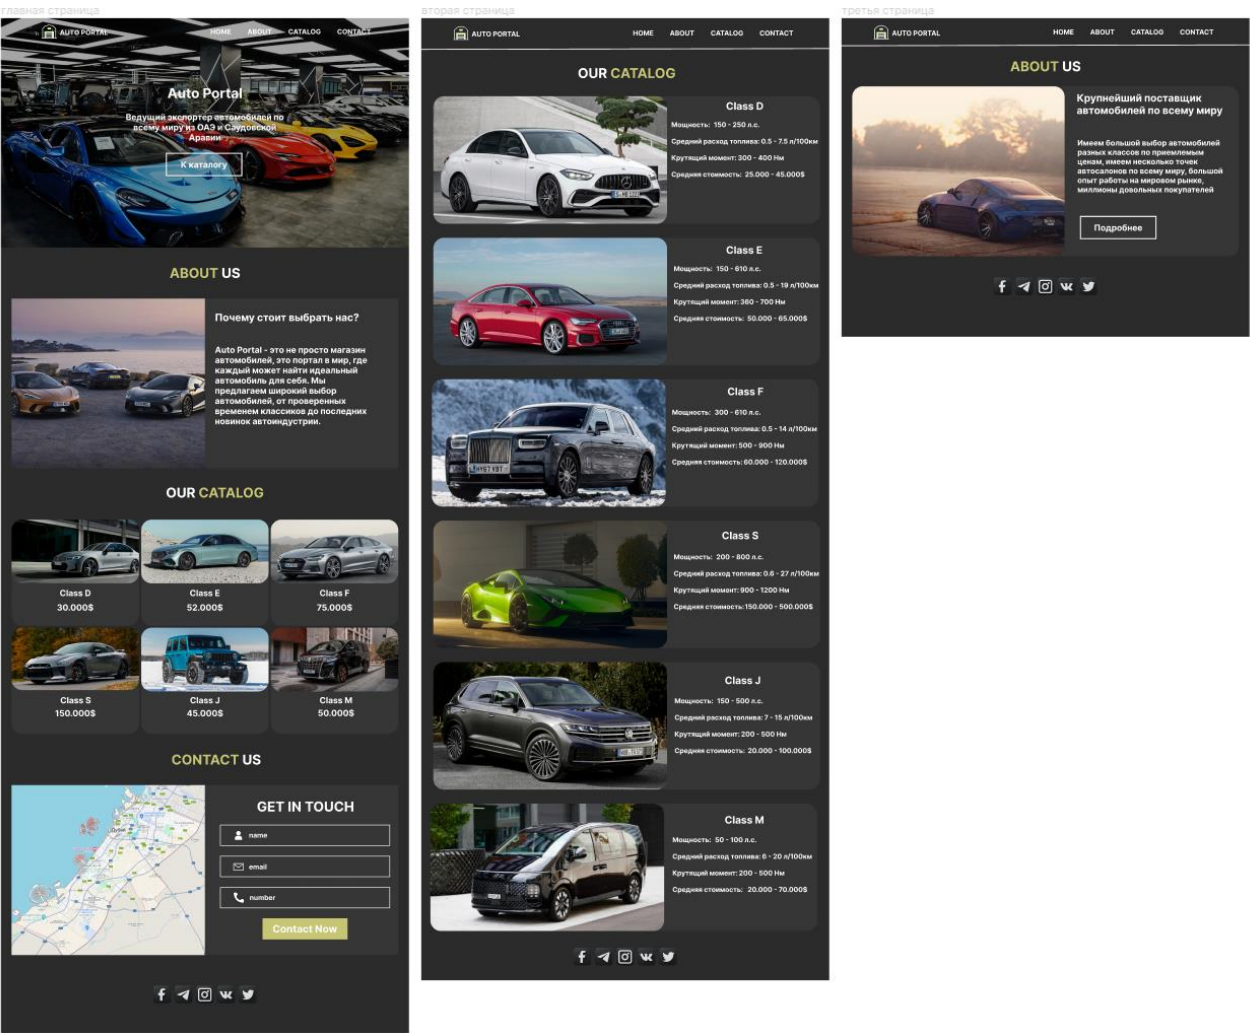 главная страница
AUTO PORTAL
HOME ABOUT CATALOG CONTACT
Auto Portal
Ведущий экспортер автомобилей по
всему миру из ОАЭ и Саудовской
Аравии
К каталогу
ABOUT US
Почему стоит выбрать нас?
Auto Portal - это не просто магазин
автомобилей, это портал в мир, где
каждый может найти идеальный
автомобиль для себя. Мы
предлагаем широкий выбор
автомобилей, от проверенных
временем классиков до последних
новинок автоиндустрии.
OUR CATALOG
Class D
30.000$
Class E
52.000$
Class F
75.000$
Class S
150.000$
Class J
45.000$
Class M
50.000$
CONTACT US
Дубай
GET IN TOUCH
name
email
number
Contact Now
вторая страница
AUTO PORTAL
HOME ABOUT CATALOG CONTACT
OUR CATALOG
Class D
Мощность: 150 - 250 л.с.
Средний расход топлива: 0.5 - 7.5 л/100км
Крутящий момент: 300 - 400 Нм
Средняя стоимость: 25.000 - 45.000$
Class E
Мощность: 150 - 610 л.с.
Средний расход топлива: 0.5 - 19 л/100км
Крутящий момент: 360 - 700 Нм
Средняя стоимость: 50.000 - 65.000$
Class F
Мощность: 300 - 610 л.с.
Средний расход топлива: 0.5 - 14 л/100км
Крутящий момент: 500 - 900 Нм
Средняя стоимость: 60.000 - 120.000$
Class S
Мощность: 200 - 800 л.с.
Средний расход топлива: 0.6 - 27 л/100км
Крутящий момент: 900 - 1200 Нм
Средняя стоимость: 150.000 - 500.000$
Class J
Мощность: 150 - 500 л.с.
Средний расход топлива: 7 - 15 л/100км
Крутящий момент: 200 - 500 Нм
Средняя стоимость: 20.000 - 100.000$
Class M
Мощность: 50 - 100 л.с.
Средний расход топлива: 6 - 20 л/100км
Крутящий момент: 200 - 500 Нм
Средняя стоимость: 20.000 - 70.000$
третья страница
AUTO PORTAL
HOME ABOUT CATALOG CONTACT
ABOUT US
Крупнейший поставщик
автомобилей по всему миру
Имеем большой выбор автомобилей
разных классов по приемлемым
ценам, имеем несколько точек
автосалонов по всему миру, большой
опыт работы на мировом рынке,
миллионы довольных покупателей
Подробнее